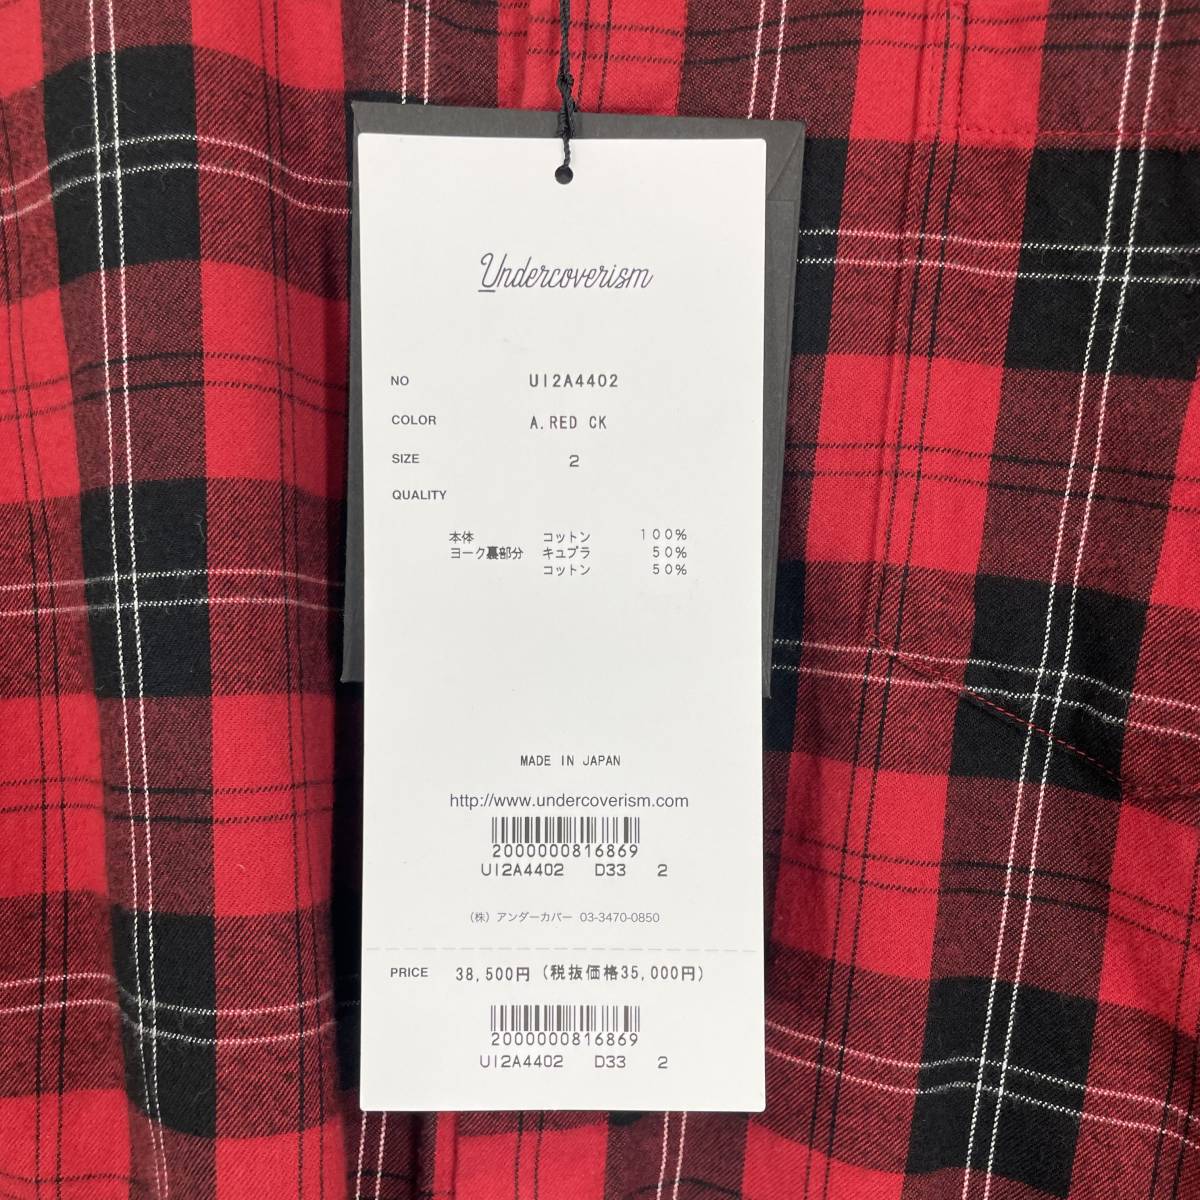 Undercoverism
NO UI2A4402
COLOR A.RED CK
SIZE 2
QUALITY
本体 コットン 100%
ヨーク裏部分 キュプラ 50%
コットン 50%
MADE IN JAPAN
http://www.undercoverism.com
2000000816869
UI2A4402 D33 2
(株) アンダーカバー 03-3470-0850
PRICE 38,500円 (税抜価格35,000円)
2000000816869
UI2A4402 D33 2